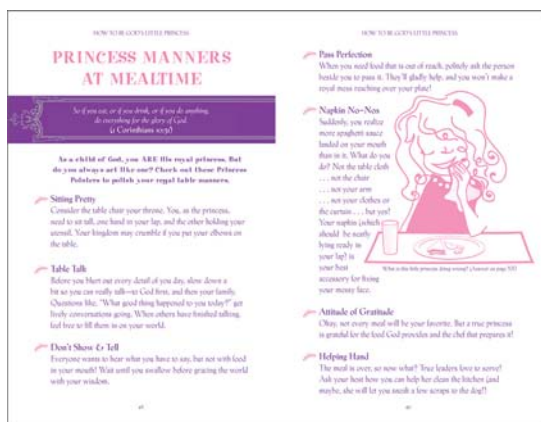 HOW TO BE GOD'S LITTLE PRINCESS
PRINCESS MANNERS
AT MEALTIME
So if you eat, or if you drink, or if you do anything,
do everything for the glory of God.
(1 Corinthians 10:31)
As a child of God, you ARE His royal princess. But
do you always act like one? Check out these Princess
Pointers to polish your royal table manners.
Sitting Pretty
Consider the table chair your throne. You, as the princess,
need to sit tall, one hand in your lap, and the other holding your
utensil. Your kingdom may crumble if you put your elbows on
the table.
Table Talk
Before you blurt out every detail of you day, slow down a
bit so you can really talk—to God first, and then your family.
Questions like, "What good thing happened to you today?" get
lively conversations going. When others have finished talking,
feel free to fill them in on your world.
Don't Show & Tell
Everyone wants to hear what you have to say, but not with food
in your mouth! Wait until you swallow before gracing the world
with your wisdom.
HOW TO BE GOD'S LITTLE PRINCESS
Pass Perfection
When you need food that is out of reach, politely ask the person
beside you to pass it. They'll gladly help, and you won't make a
royal mess reaching over your plate!
Napkin No-Nos
Suddenly, you realize
more spaghetti sauce
landed on your mouth
than in it. What do you
do? Not the table cloth
. . . not the chair
. . . not your arm
. . . not your clothes or
the curtain . . . but yes!
Your napkin (which
should be neatly
lying ready in
your lap) is
your best
accessory for fixing
your messy face.
What is this little princess doing wrong? (Answer on page
Attitude of Gratitude
Okay, not every meal will be your favorite. But a true princess
is grateful for the food God provides and the chef that prepares it!
Helping Hand
The meal is over, so now what? True leaders love to serve!
Ask your host how you can help her clean the kitchen (and
maybe, she will let you sneak a few scraps to the dog!)!